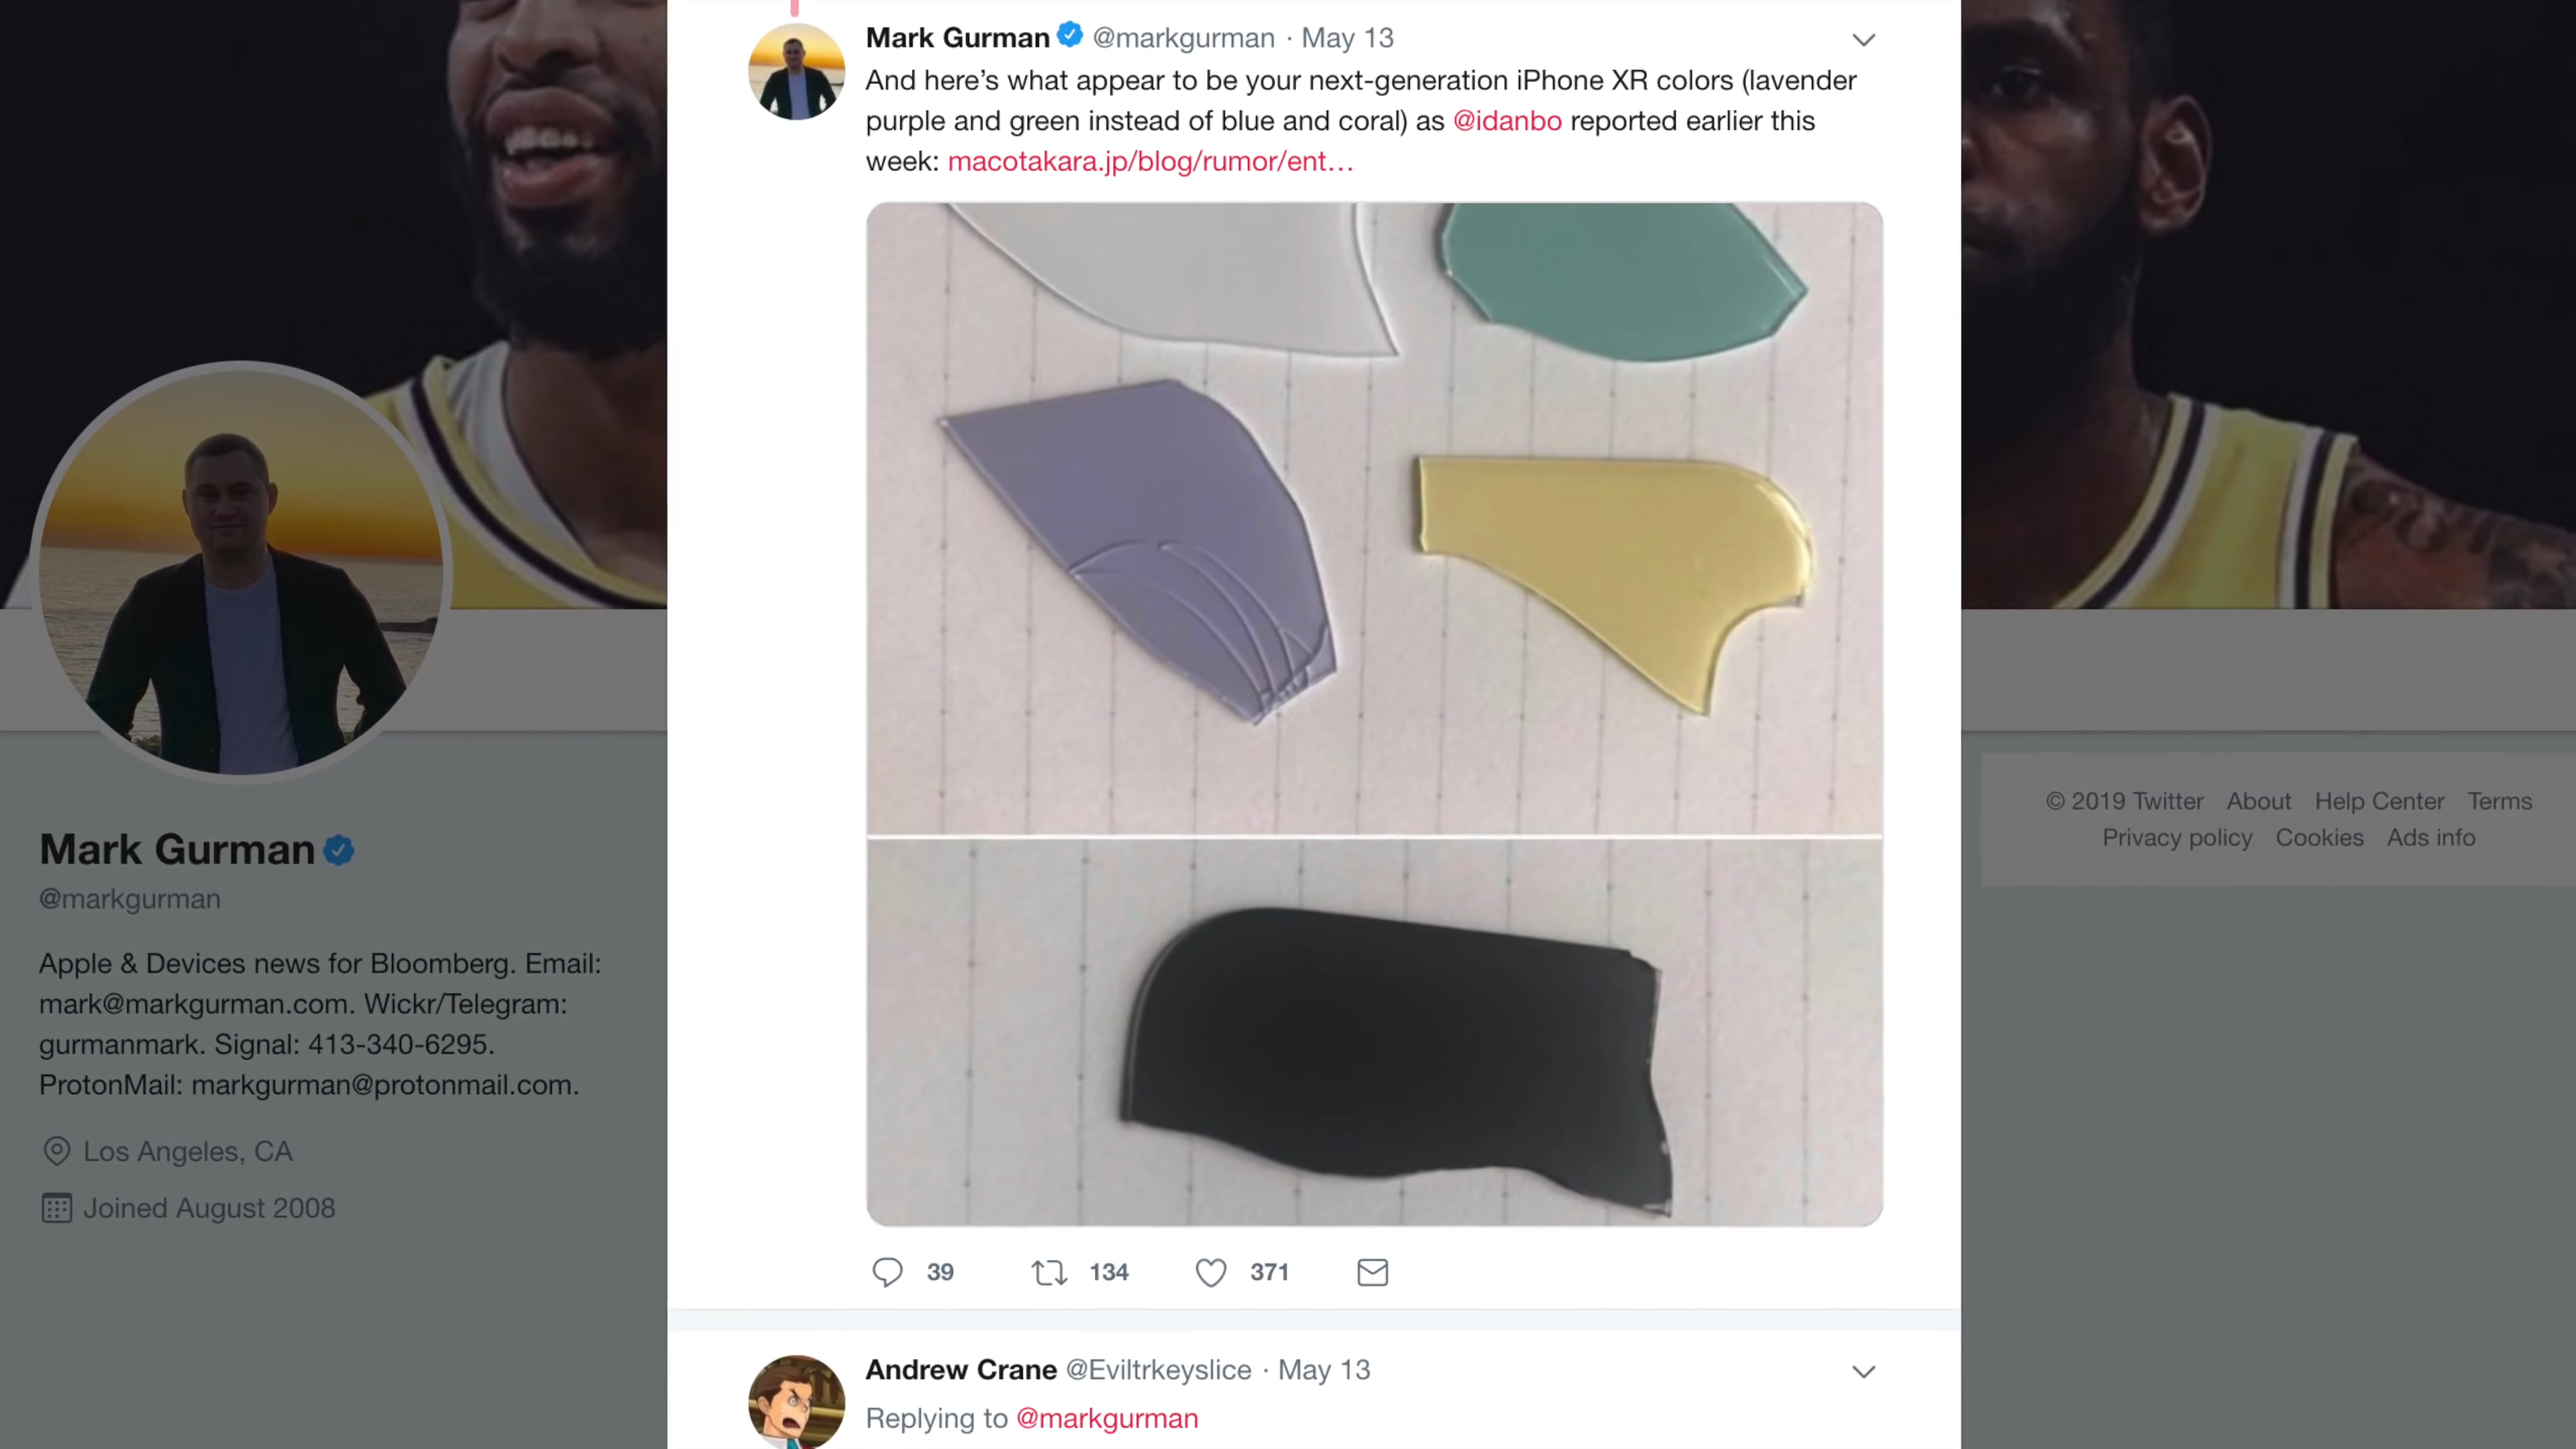 Mark Gurman @markgurman · May 13
And here’s what appear to be your next-generation iPhone XR colors (lavender
purple and green instead of blue and coral) as @idanbo reported earlier this
week: macotakara.jp/blog/rumor/ent…
39 134 371
Andrew Crane @Eviltrkeyslice · May 13
Replying to @markgurman
Mark Gurman
@markgurman
Apple & Devices news for Bloomberg. Email:
mark@markgurman.com. Wickr/Telegram:
gurmanmark. Signal: 413-340-6295.
ProtonMail: markgurman@protonmail.com.
Los Angeles, CA
Joined August 2008
© 2019 Twitter About Help Center Terms
Privacy policy Cookies Ads info